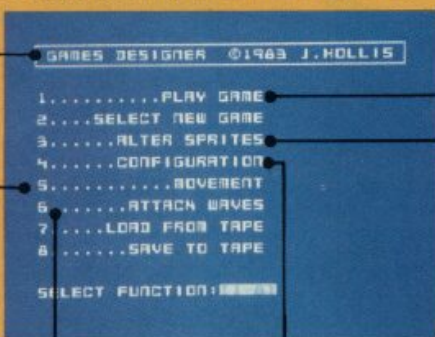 GAMES DESIGNER ©1983 J.HOLLIS
1..........PLAY GAME
2....SELECT NEW GAME
3......ALTER SPRITES
4......CONFIGURATION
5...........MOVEMENT
6.......ATTACK WAVES
7.....LOAD FROM TAPE
8.......SAVE TO TAPE
SELECT FUNCTION: